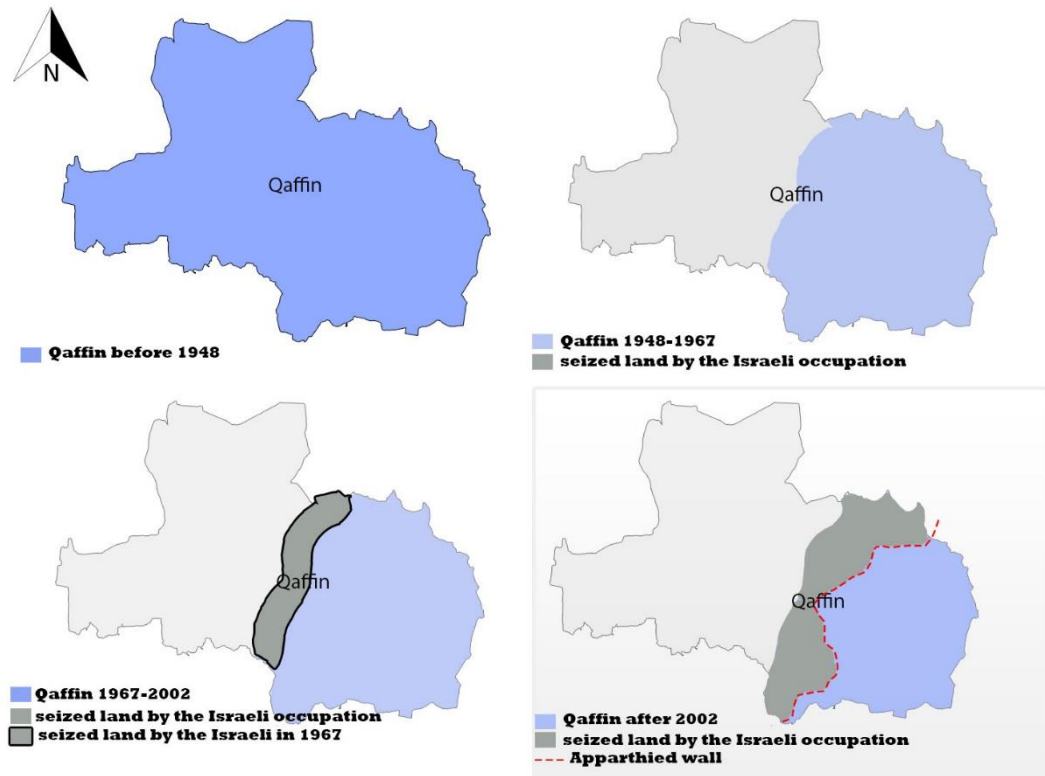 N
Qaffin
Qaffin before 1948
Qaffin
Qaffin 1948-1967
seized land by the Israeli occupation
Qaffin
Qaffin 1967-2002
seized land by the Israeli occupation
seized land by the Israeli in 1967
Qaffin
Qaffin after 2002
seized land by the Israeli occupation
Apparthied wall